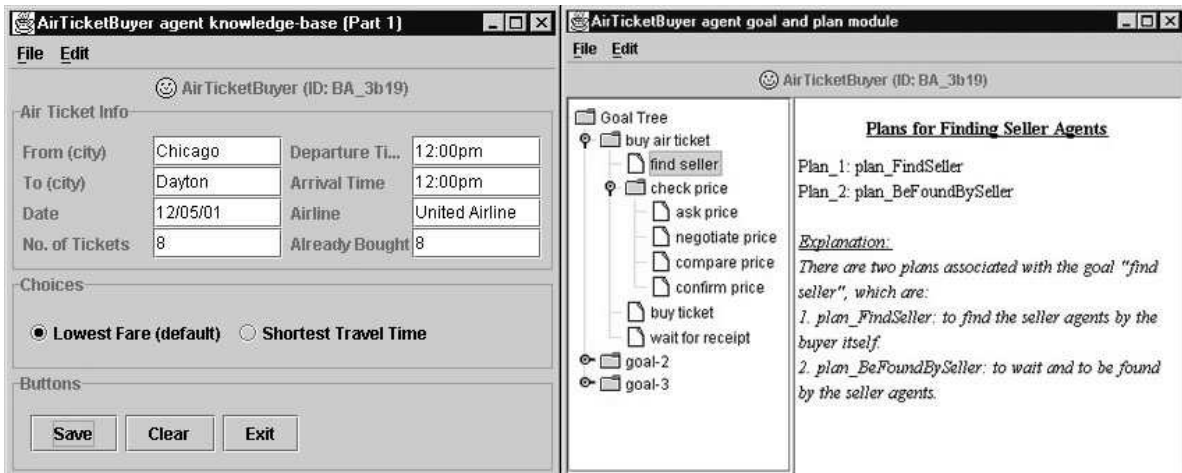 AirTicketBuyer agent knowledge-base (Part 1)
File Edit
AirTicketBuyer (ID: BA_3b19)
Air Ticket Info
From (city) Chicago Departure Ti... 12:00pm
To (city) Dayton Arrival Time 12:00pm
Date 12/05/01 Airline United Airline
No. of Tickets 8 Already Bought 8
Choices
Lowest Fare (default) Shortest Travel Time
Buttons
Save Clear Exit
AirTicketBuyer agent goal and plan module
File Edit
AirTicketBuyer (ID: BA_3b19)
Goal Tree
buy air ticket
find seller
check price
ask price
negotiate price
compare price
confirm price
buy ticket
wait for receipt
goal-2
goal-3
Plans for Finding Seller Agents
Plan_1: plan_FindSeller
Plan_2: plan_BeFoundBySeller
Explanation:
There are two plans associated with the goal "find
seller", which are:
1. plan_FindSeller: to find the seller agents by the
buyer itself.
2. plan_BeFoundBySeller: to wait and to be found
by the seller agents.